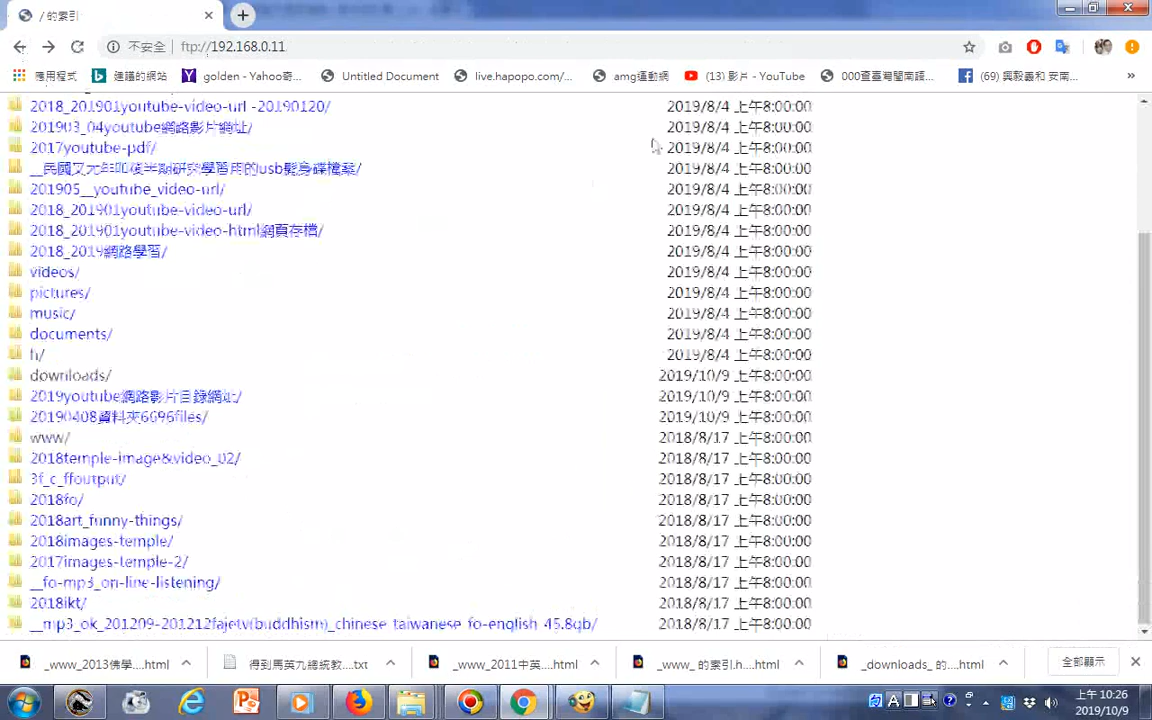 / 的索引
不安全 ftp://192.168.0.11
應用程式 建議的網站 golden - Yahoo奇... Untitled Document live.hapopo.com/... amg運動網 (13) 影片 - YouTube 000查臺灣閩南語... (69) 興毅義和 安南... »
2018_201901youtube-video-url -20190120/ 2019/8/4 上午8:00:00
201903_04youtube網路影片網址/ 2019/8/4 上午8:00:00
2017youtube-pdf/ 2019/8/4 上午8:00:00
2019/8/4 上午8:00:00
201905__youtube_video-url/ 2019/8/4 上午8:00:00
2018_201901youtube-video-url/ 2019/8/4 上午8:00:00
2018_201901youtube-video-html網頁存檔/ 2019/8/4 上午8:00:00
2018_2019網路學習/ 2019/8/4 上午8:00:00
videos/ 2019/8/4 上午8:00:00
pictures/ 2019/8/4 上午8:00:00
music/ 2019/8/4 上午8:00:00
documents/ 2019/8/4 上午8:00:00
h/ 2019/8/4 上午8:00:00
downloads/ 2019/10/9 上午8:00:00
2019youtube網路影片目錄網址/ 2019/10/9 上午8:00:00
20190408資料夾6696files/ 2019/10/9 上午8:00:00
www/ 2018/8/17 上午8:00:00
2018temple-image&video_02/ 2018/8/17 上午8:00:00
3f_c_ffoutput/ 2018/8/17 上午8:00:00
2018fo/ 2018/8/17 上午8:00:00
2018art_funny-things/ 2018/8/17 上午8:00:00
2018images-temple/ 2018/8/17 上午8:00:00
2017images-temple-2/ 2018/8/17 上午8:00:00
__fo-mp3_on-line-listening/ 2018/8/17 上午8:00:00
2018ikt/ 2018/8/17 上午8:00:00
__mp3_ok_201209-201212fajetv(buddhism)_chinese taiwanese fo-english 45.8gb/ 2018/8/17 上午8:00:00
_www_2013佛學....html 得到馬英九總統教....txt _www_2011中英....html _www_ 的索引.h....html _downloads_ 的....html 全部顯示
上午 10:26
2019/10/9